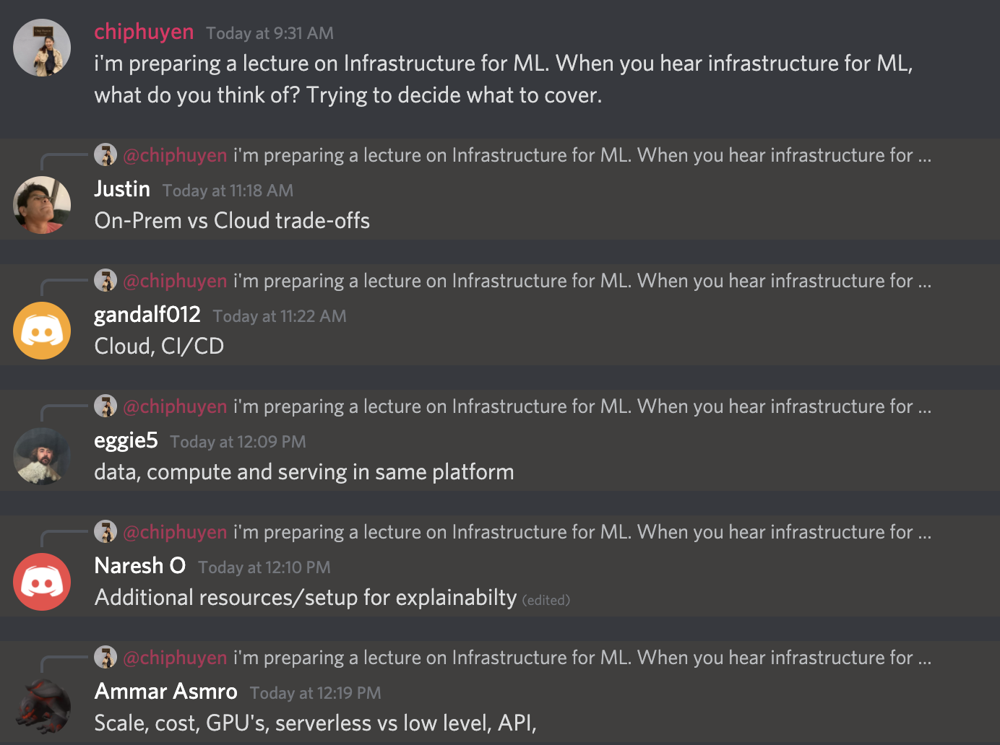 chiphuyen Today at 9:31 AM
i'm preparing a lecture on Infrastructure for ML. When you hear infrastructure for ML,
what do you think of? Trying to decide what to cover.
@chiphuyen i'm preparing a lecture on Infrastructure for ML. When you hear infrastructure for ...
Justin Today at 11:18 AM
On-Prem vs Cloud trade-offs
@chiphuyen i'm preparing a lecture on Infrastructure for ML. When you hear infrastructure for ...
gandalf012 Today at 11:22 AM
Cloud, CI/CD
@chiphuyen i'm preparing a lecture on Infrastructure for ML. When you hear infrastructure for ...
eggie5 Today at 12:09 PM
data, compute and serving in same platform
@chiphuyen i'm preparing a lecture on Infrastructure for ML. When you hear infrastructure for ...
Naresh O Today at 12:10 PM
Additional resources/setup for explainabilty (edited)
@chiphuyen i'm preparing a lecture on Infrastructure for ML. When you hear infrastructure for ...
Ammar Asmro Today at 12:19 PM
Scale, cost, GPU's, serverless vs low level, API,